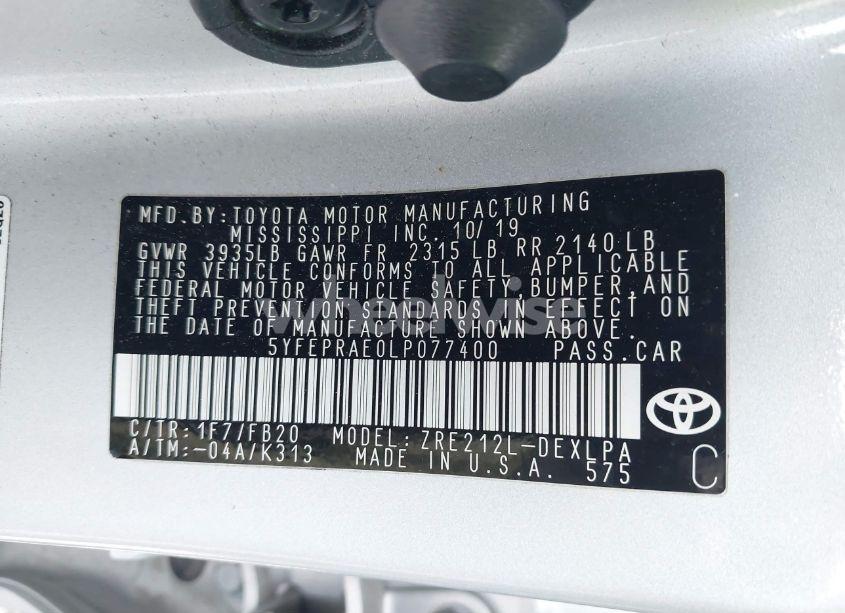 MFD.BY:TOYOTA MOTOR MANUFACTURING
MISSISSIPPI INC. 10/19
GVWR 3935LB GAWR FR 2315 LB RR 2140 LB
THIS VEHICLE CONFORMS TO ALL APPLICABLE
FEDERAL MOTOR VEHICLE SAFETY,BUMPER,AND
THEFT PREVENTION STANDARDS IN EFFECT ON
THE DATE OF MANUFACTURE SHOWN ABOVE.
5YFEPRAE0LP077400 PASS.CAR
C/TR:1F7/FB20 MODEL:ZRE212L-DEXLPA
A/TM:-04A/K313 MADE IN U.S.A. 575
C
wheelwise